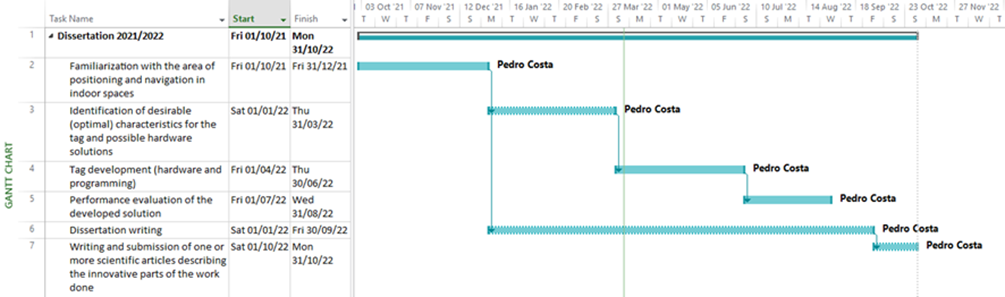 03 Oct '21 07 Nov '21 12 Dec '21 16 Jan '22 20 Feb '22 27 Mar '22 01 May '22 05 Jun '22 10 Jul '22 14 Aug '22 18 Sep '22 23 Oct '22 27 Nov '22
Task Name Start Finish
T F S S M T W T F S S M T W T F S S M T W T
GANTT CHART
1 Dissertation 2021/2022 Fri 01/10/21 Mon
31/10/22
2 Familiarization with the area of Fri 01/10/21 Fri 31/12/21 Pedro Costa
positioning and navigation in
indoor spaces
3 Identification of desirable Sat 01/01/22 Thu Pedro Costa
(optimal) characteristics for the 31/03/22
tag and possible hardware
solutions
4 Tag development (hardware and Fri 01/04/22 Thu Pedro Costa
programming) 30/06/22
5 Performance evaluation of the Fri 01/07/22 Wed Pedro Costa
developed solution 31/08/22
6 Dissertation writing Sat 01/01/22 Fri 30/09/22 Pedro Costa
7 Writing and submission of one or Sat 01/10/22 Mon Pedro Costa
more scientific articles describing 31/10/22
the innovative parts of the work
done